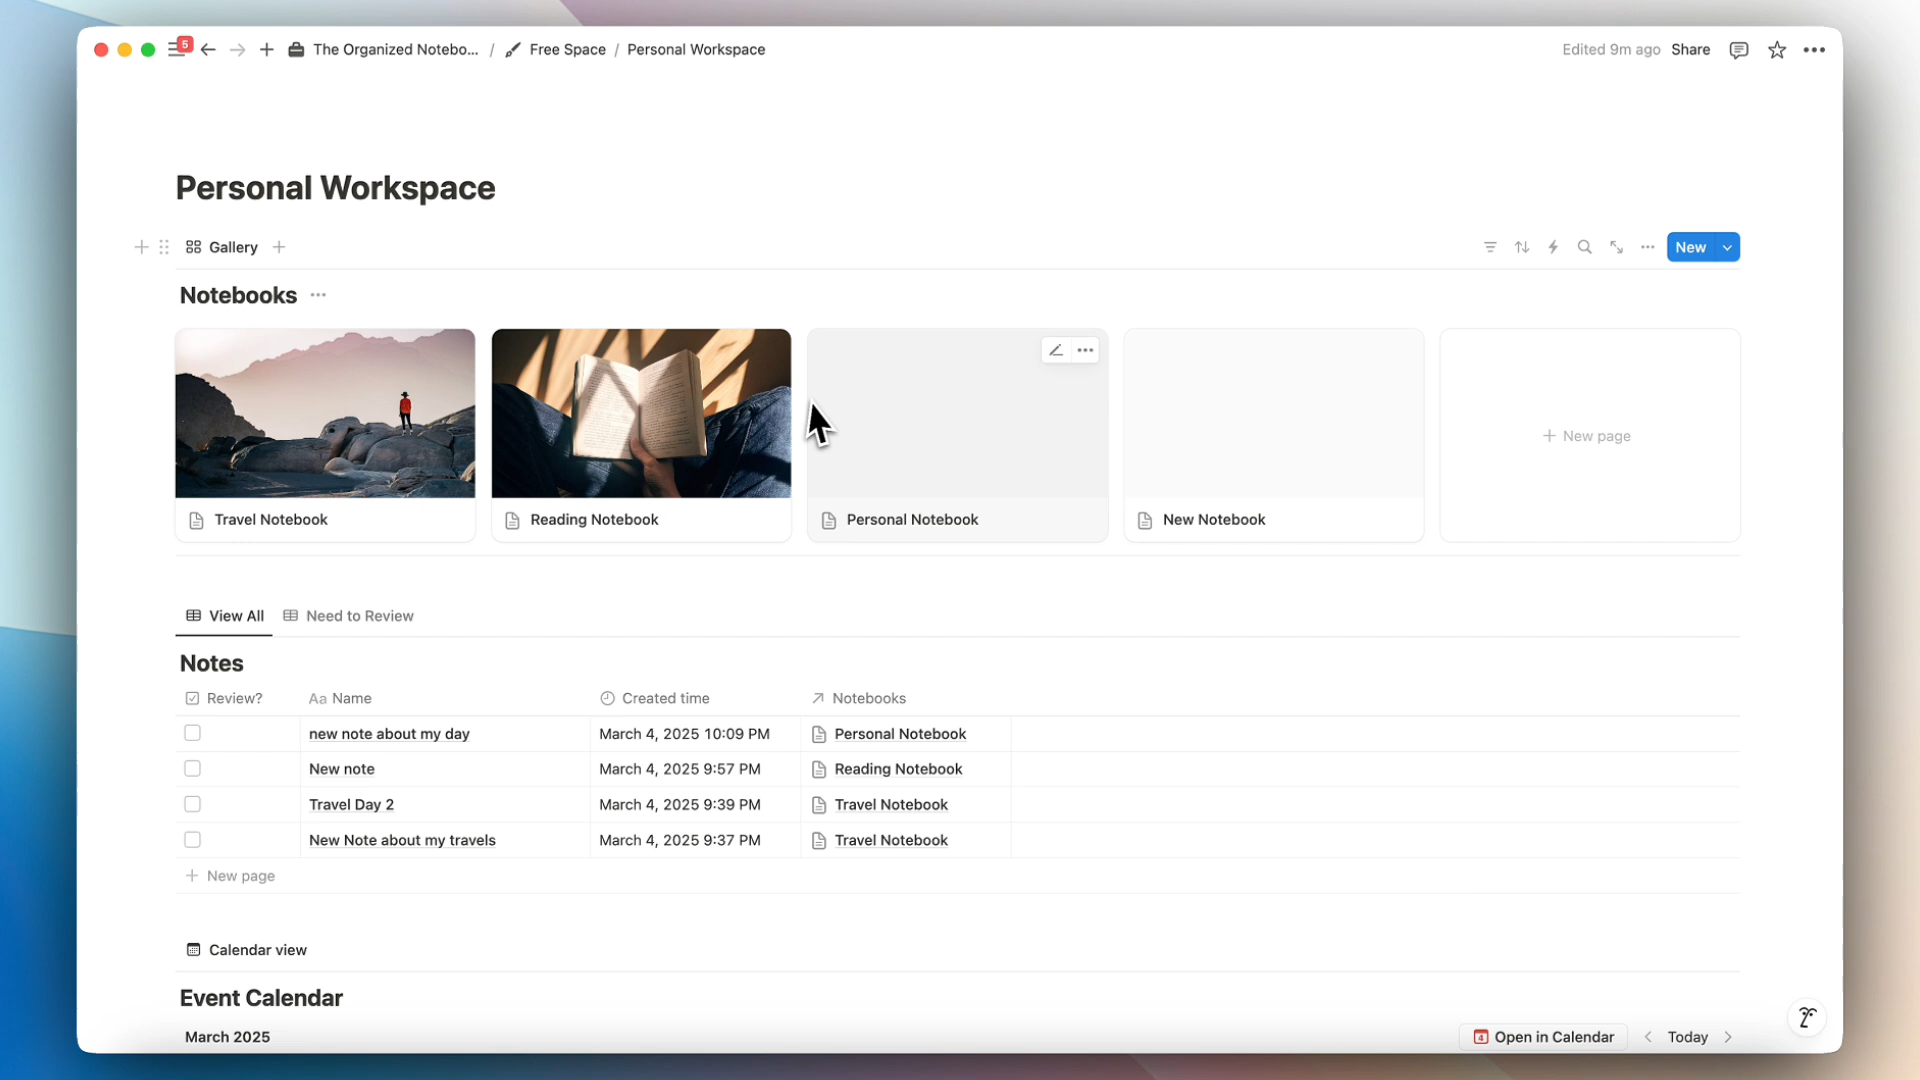 5
The Organized Notebo... / Free Space / Personal Workspace
Edited 9m ago Share
Personal Workspace
Gallery
New
Notebooks
Travel Notebook
Reading Notebook
Personal Notebook
New Notebook
New page
View All
Need to Review
Notes
Review? Aa Name Created time Notebooks
new note about my day March 4, 2025 10:09 PM Personal Notebook
New note March 4, 2025 9:57 PM Reading Notebook
Travel Day 2 March 4, 2025 9:39 PM Travel Notebook
New Note about my travels March 4, 2025 9:37 PM Travel Notebook
New page
Calendar view
Event Calendar
March 2025
4 Open in Calendar Today